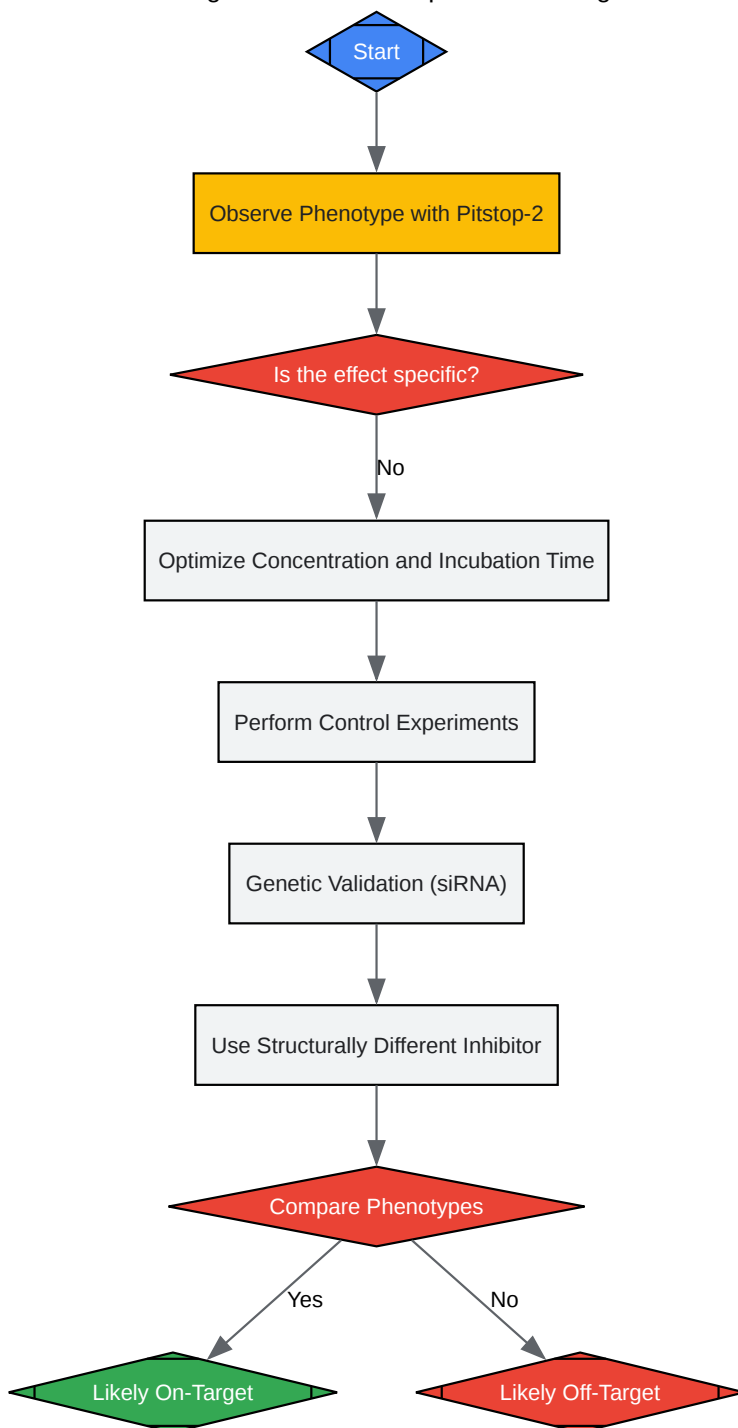 Start
Observe Phenotype with Pitstop-2
Is the effect specific?
No
Optimize Concentration and Incubation Time
Perform Control Experiments
Genetic Validation (siRNA)
Use Structurally Different Inhibitor
Compare Phenotypes
Yes
No
Likely On-Target
Likely Off-Target